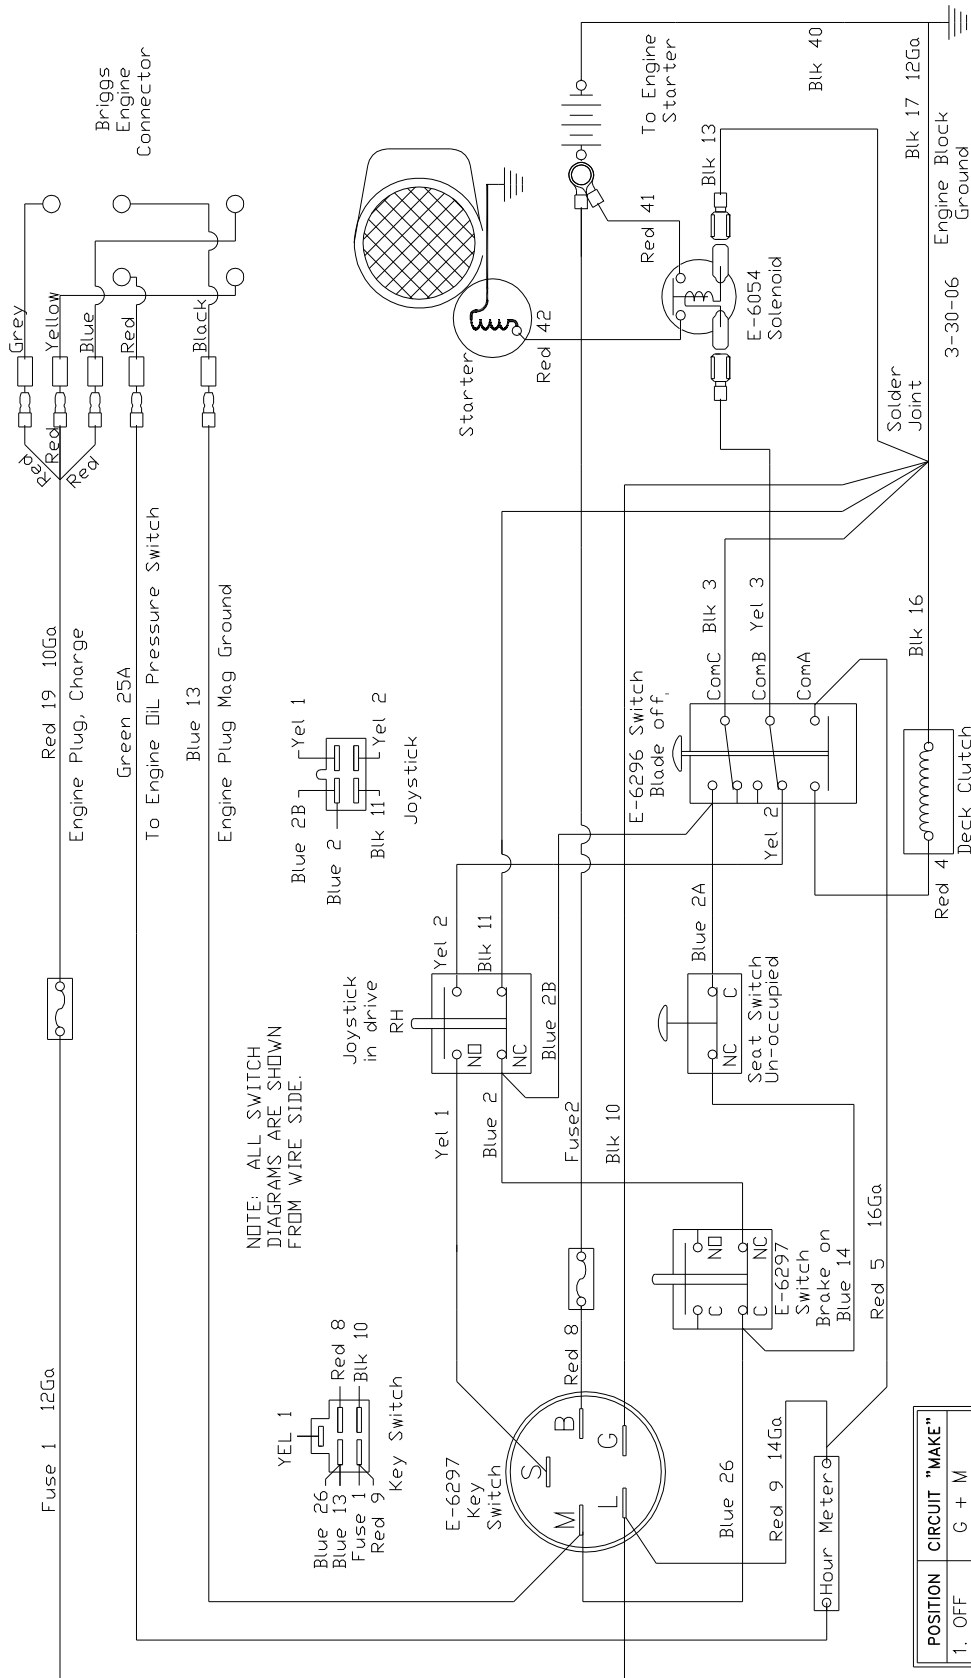 Briggs
Engine
Connector
Grey
Yellow
Blue
Red
Black
Red
Red
Red
Red 19 10Ga
Engine Plug, Charge
Green 25A
To Engine OIL Pressure Switch
Blue 13
Engine Plug Mag Ground
Fuse 1 12Ga
Starter
Red 42
To Engine
Starter
Red 41
Blk 13
Blk 40
Blk 17 12Ga
Engine Block
Ground
3-30-06
E-6054
Solenoid
Solder
Joint
Blue 2B
Yel 1
Blue 2
Blk 11
Yel 2
Joystick
NOTE: ALL SWITCH
DIAGRAMS ARE SHOWN
FROM WIRE SIDE.
Joystick
in drive
RH
Yel 2
Blk 11
NO
NC
Yel 1
Blue 2
Blue 2B
E-6296 Switch
Blade off,
ComC
Blk 3
ComB
Yel 3
ComA
Yel 2
Blk 16
Deck Clutch
Red 4
Blue 2A
Seat Switch
Un-occupied
NC
C
Fuse2
Blk 10
Red 8
NO
NC
C
C
E-6297
Switch
Brake on
Blue 14
Red 5 16Ga
YEL 1
Red 8
Blk 10
Blue 26
Blue 13
Fuse 1
Red 9
Key Switch
E-6297
Key
Switch
S
B
M
G
L
Blue 26
Red 9 14Ga
Hour Meter
POSITION CIRCUIT "MAKE"
1. OFF G + M